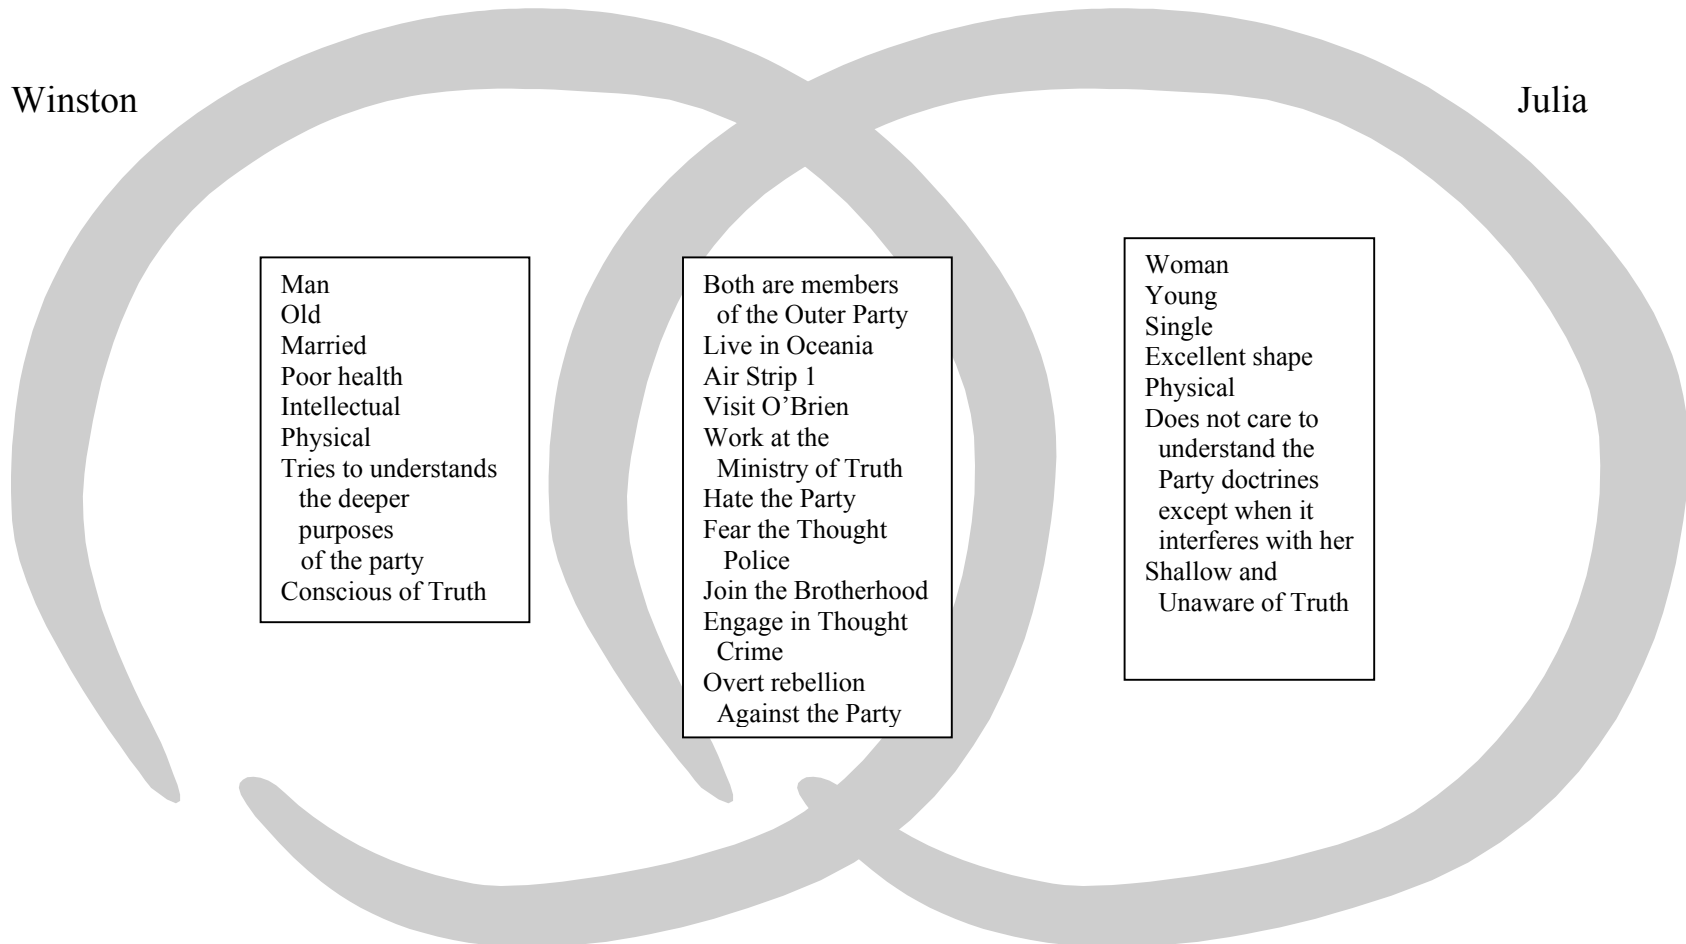 Winston
Julia
Man
Old
Married
Poor health
Intellectual
Physical
Tries to understands
the deeper
purposes
of the party
Conscious of Truth
Both are members
of the Outer Party
Live in Oceania
Air Strip 1
Visit O’Brien
Work at the
Ministry of Truth
Hate the Party
Fear the Thought
Police
Join the Brotherhood
Engage in Thought
Crime
Overt rebellion
Against the Party
Woman
Young
Single
Excellent shape
Physical
Does not care to
understand the
Party doctrines
except when it
interferes with her
Shallow and
Unaware of Truth